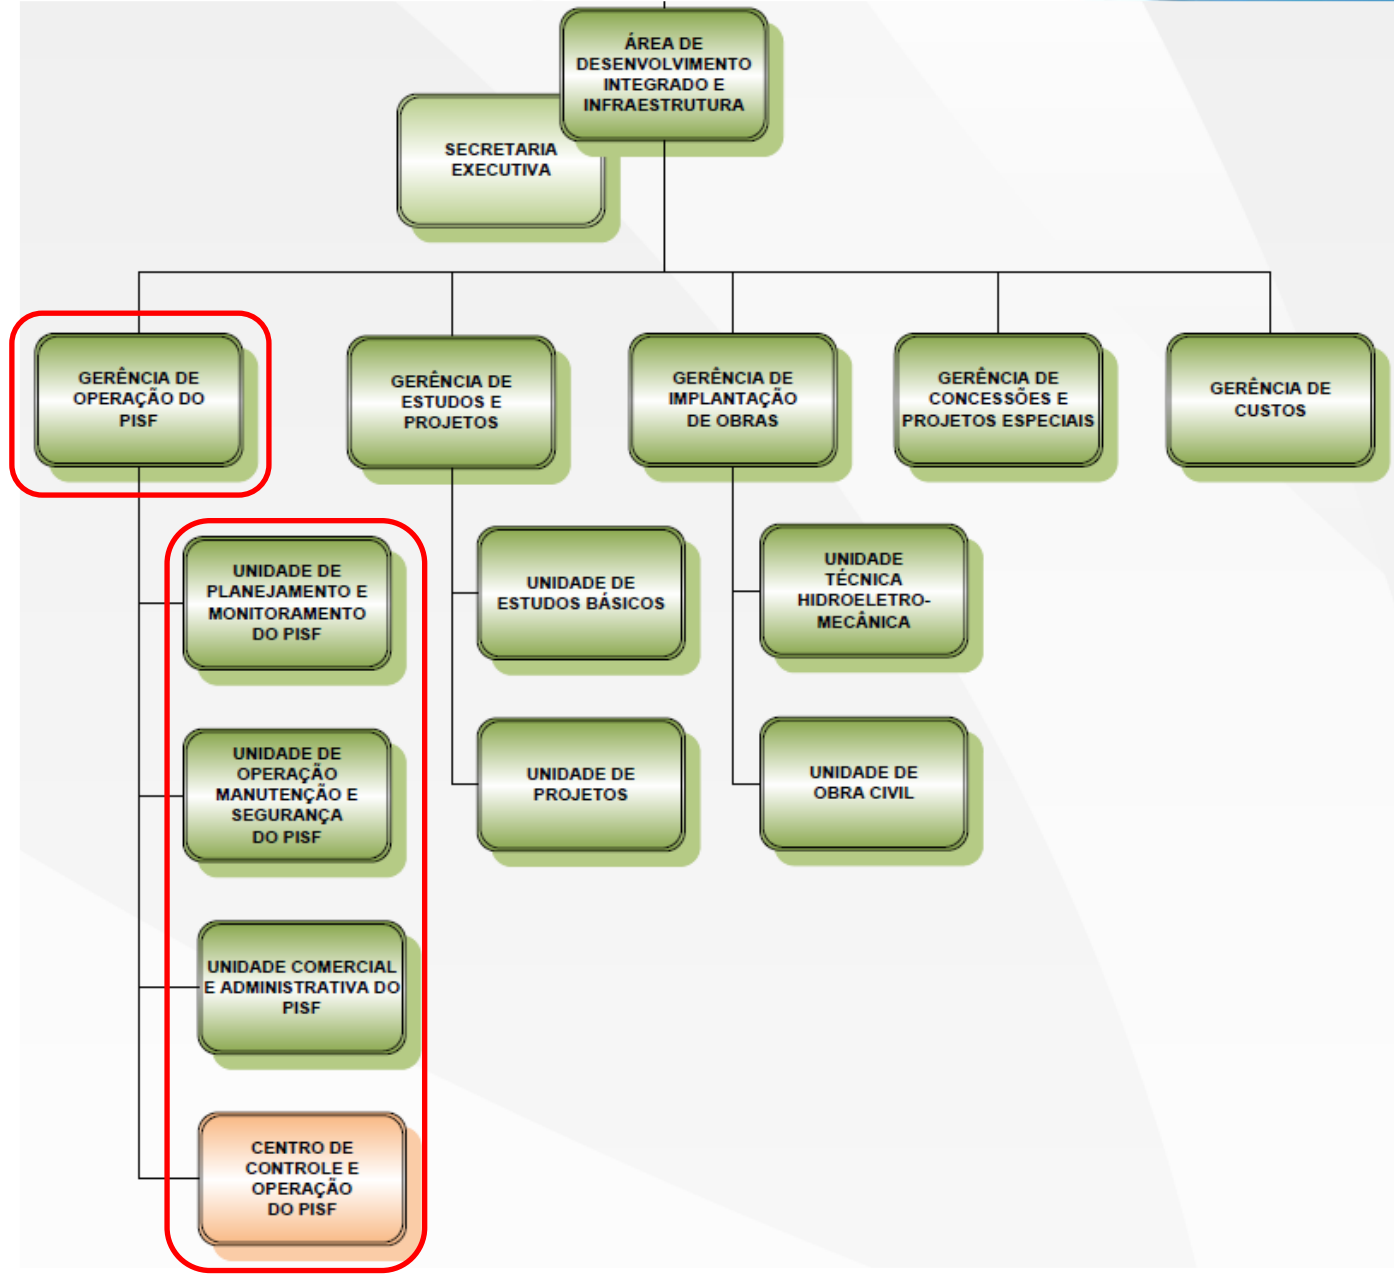 ÁREA DE
DESENVOLVIMENTO
INTEGRADO E
INFRAESTRUTURA
SECRETARIA
EXECUTIVA
GERÊNCIA DE
OPERAÇÃO DO
PISF
GERÊNCIA DE
ESTUDOS E
PROJETOS
GERÊNCIA DE
IMPLANTAÇÃO
DE OBRAS
GERÊNCIA DE
CONCESSÕES E
PROJETOS ESPECIAIS
GERÊNCIA DE
CUSTOS
UNIDADE DE
PLANEJAMENTO E
MONITORAMENTO
DO PISF
UNIDADE DE
ESTUDOS BÁSICOS
UNIDADE
TÉCNICA
HIDROELETRO-
MECÂNICA
UNIDADE DE
OPERAÇÃO
MANUTENÇÃO E
SEGURANÇA
DO PISF
UNIDADE DE
PROJETOS
UNIDADE DE
OBRA CIVIL
UNIDADE COMERCIAL
E ADMINISTRATIVA DO
PISF
CENTRO DE
CONTROLE E
OPERAÇÃO
DO PISF